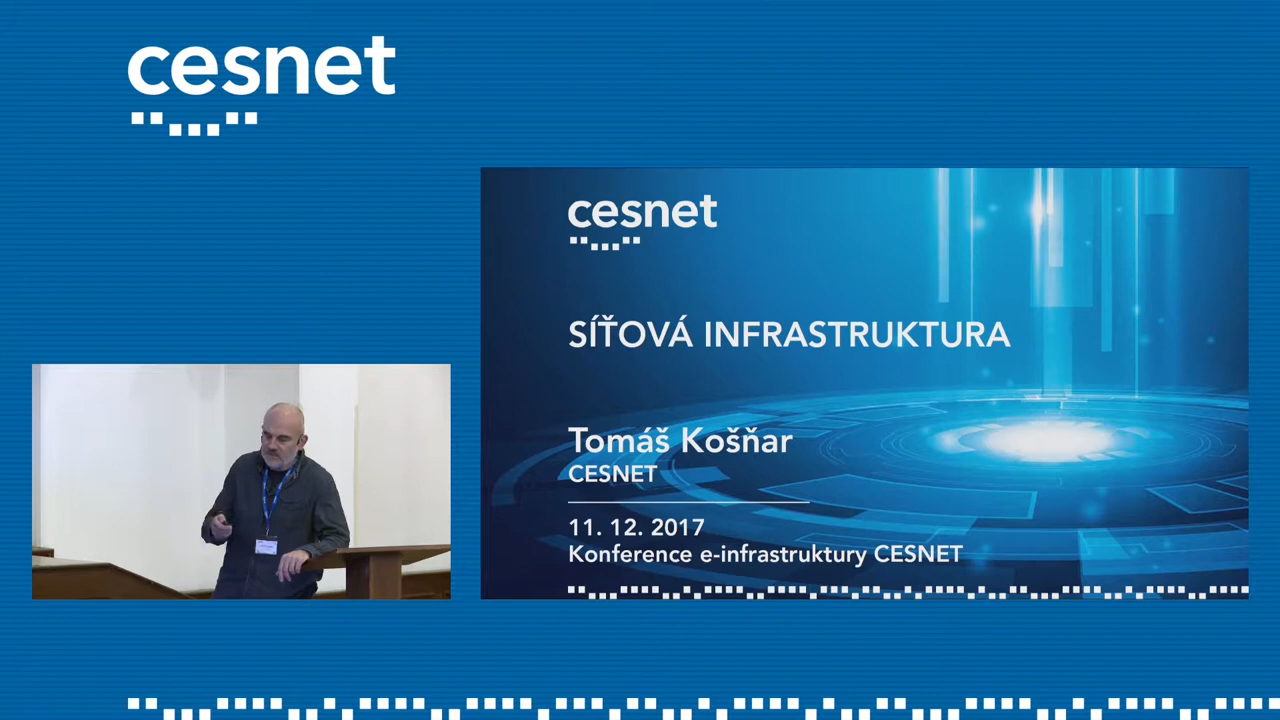 cesnet
cesnet
SÍŤOVÁ INFRASTRUKTURA
Tomáš Košňar
CESNET
11. 12. 2017
Konference e-infrastruktury CESNET